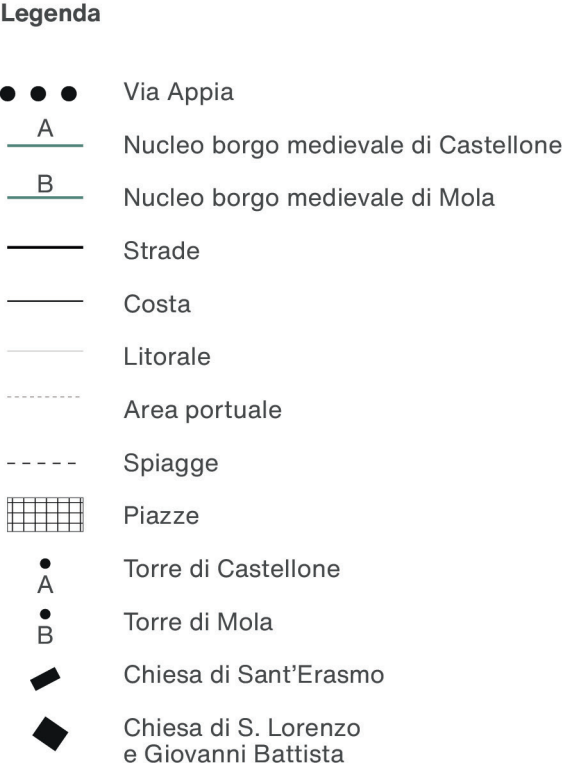 Legenda
Via Appia
A
Nucleo borgo medievale di Castellone
B
Nucleo borgo medievale di Mola
Strade
Costa
Litorale
Area portuale
Spiagge
Piazze
A
Torre di Castellone
B
Torre di Mola
Chiesa di Sant’Erasmo
Chiesa di S. Lorenzo
e Giovanni Battista